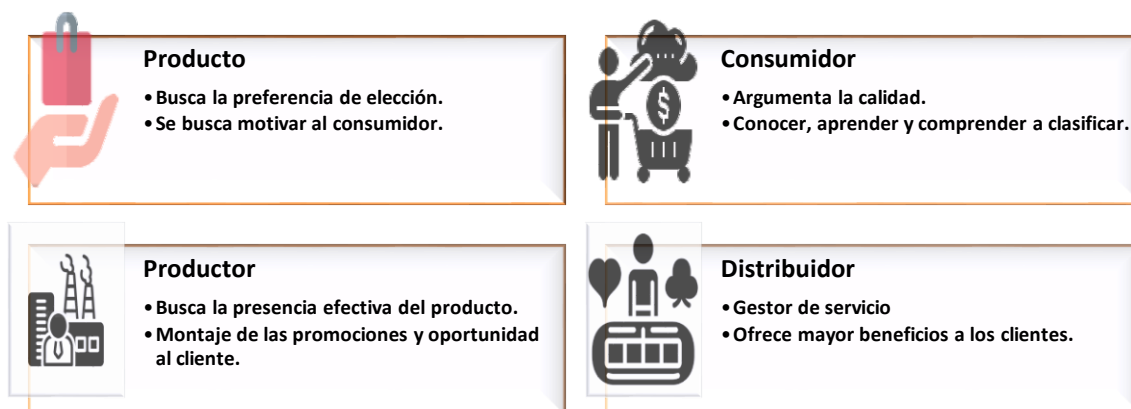 Producto
•Busca la preferencia de elección.
•Se busca motivar al consumidor.
Consumidor
•Argumenta la calidad.
•Conocer, aprender y comprender a clasificar.
Productor
•Busca la presencia efectiva del producto.
•Montaje de las promociones y oportunidad
al cliente.
Distribuidor
•Gestor de servicio
•Ofrece mayor beneficios a los clientes.